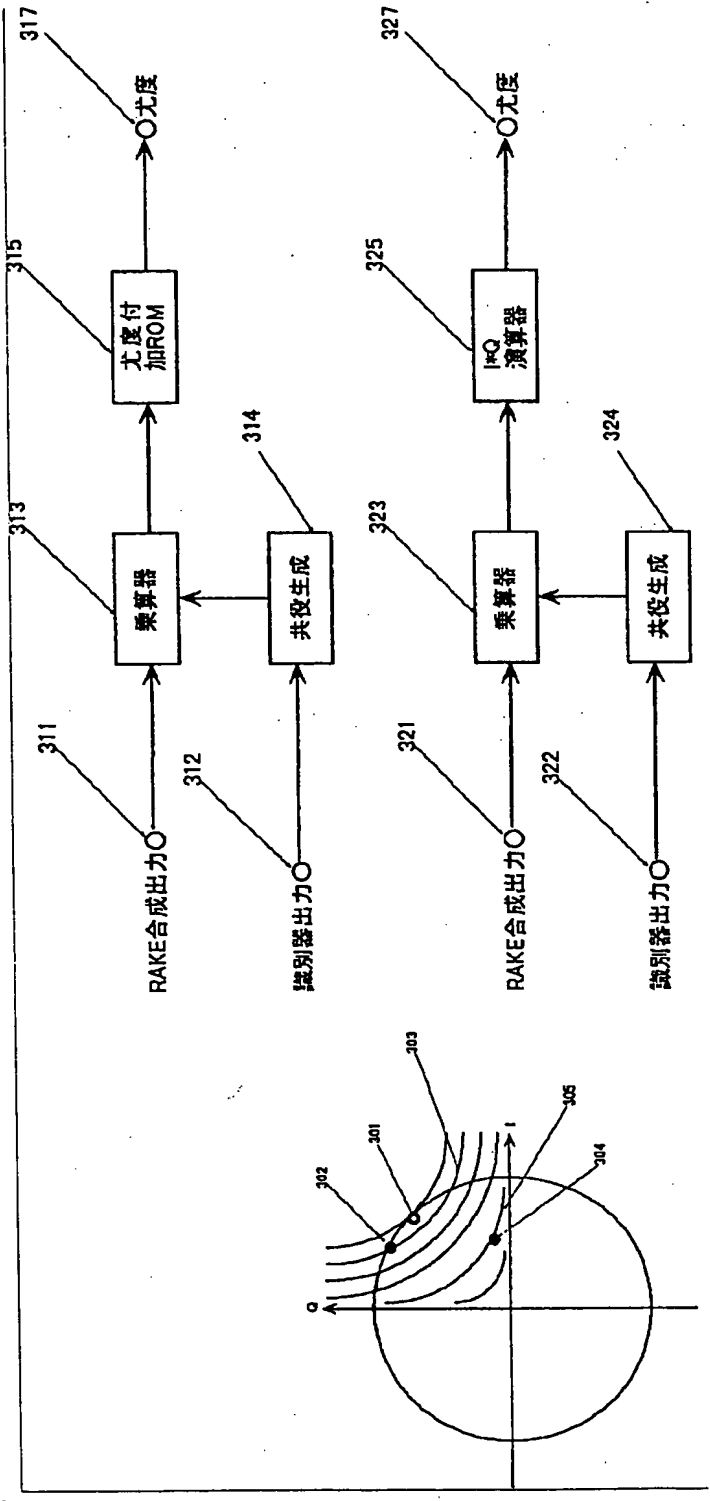 317
尤度
315
尤度付
加ROM
313
乗算器
314
共役生成
311
RAKE合成出力
312
識別器出力
327
尤度
325
I*Q
演算器
323
乗算器
324
共役生成
321
RAKE合成出力
322
識別器出力
Q
I
302
301
303
305
304